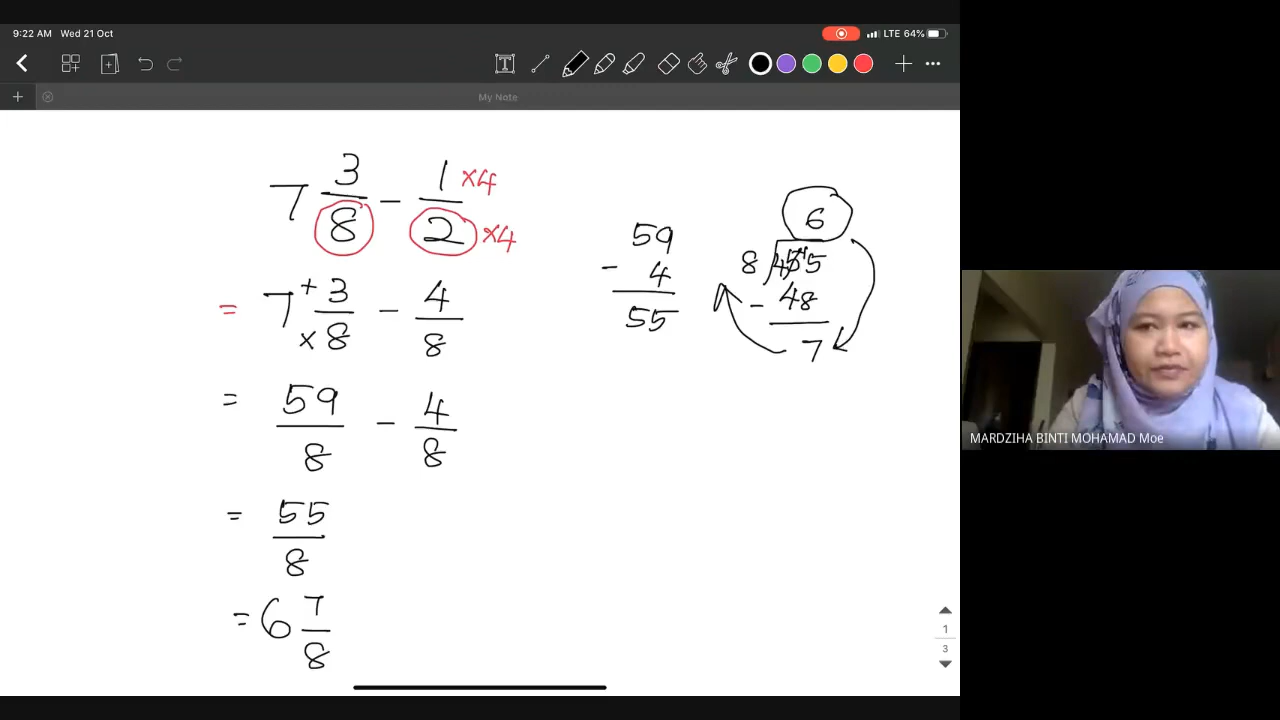 9:22 AM Wed 21 Oct
LTE 64%
T
My Note
7 3/8 - 1/2 ×4 ×4
= 7 + 3/8 × - 4/8
= 59/8 - 4/8
= 55/8
= 6 7/8
59
- 4
55
6
8 55
- 48
7
1
3
MARDZIHA BINTI MOHAMAD Moe